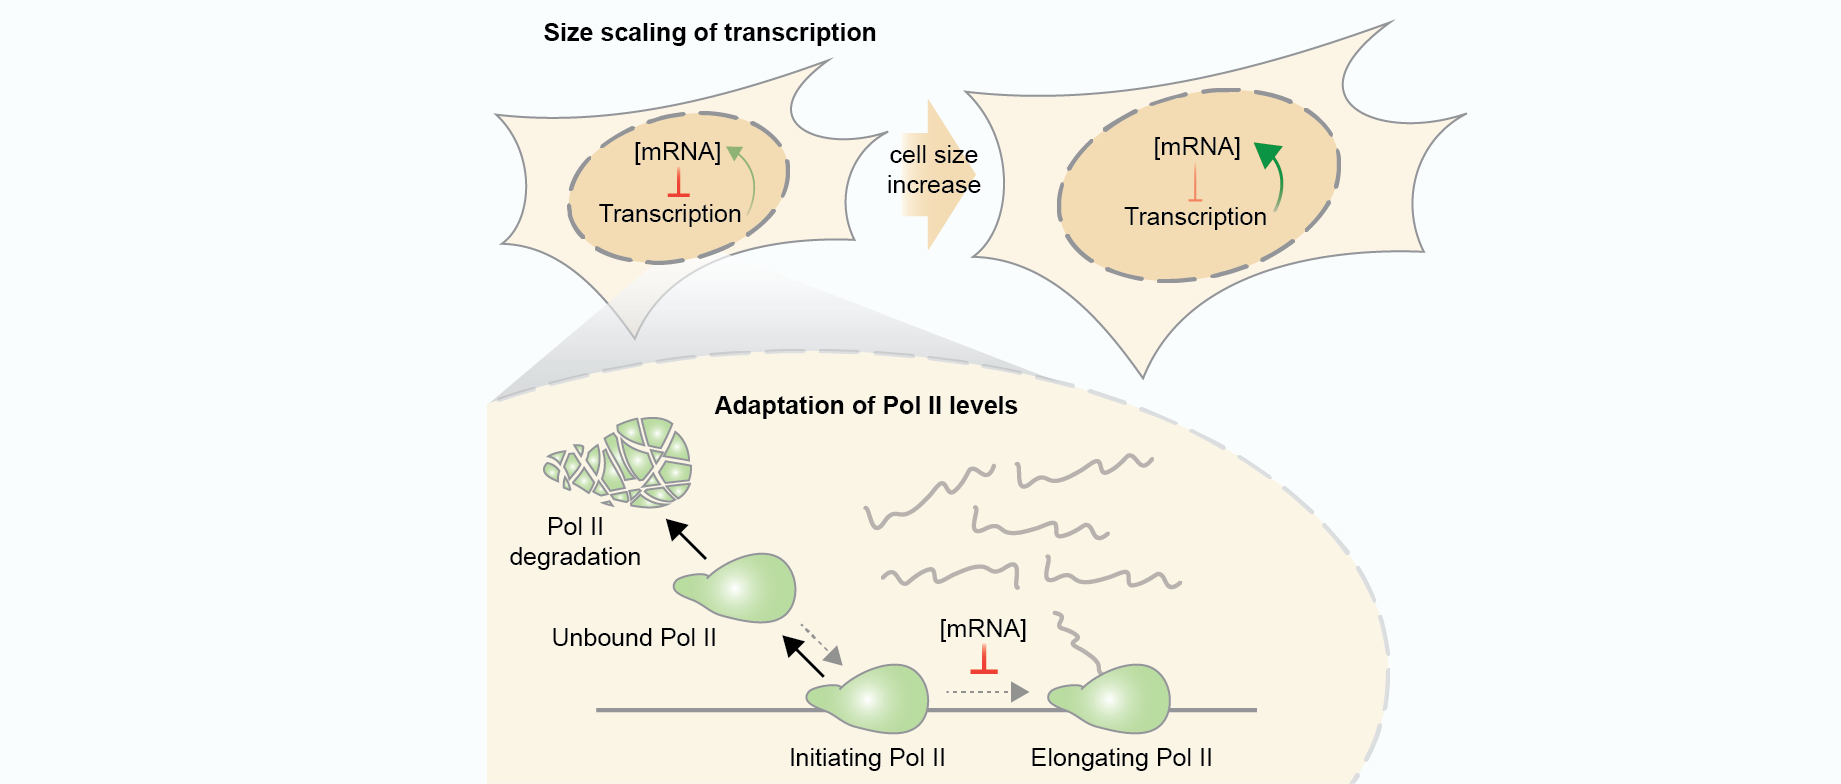 Size scaling of transcription
[mRNA]
Transcription
cell size
increase
[mRNA]
Transcription
Adaptation of Pol II levels
Pol II
degradation
Unbound Pol II
[mRNA]
Initiating Pol II
Elongating Pol II